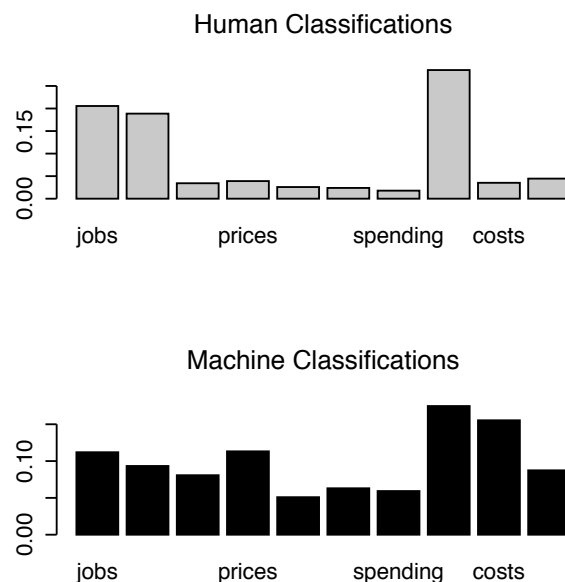 Human Classifications
0.15
0.00
jobs prices spending costs
Machine Classifications
0.10
0.00
jobs prices spending costs